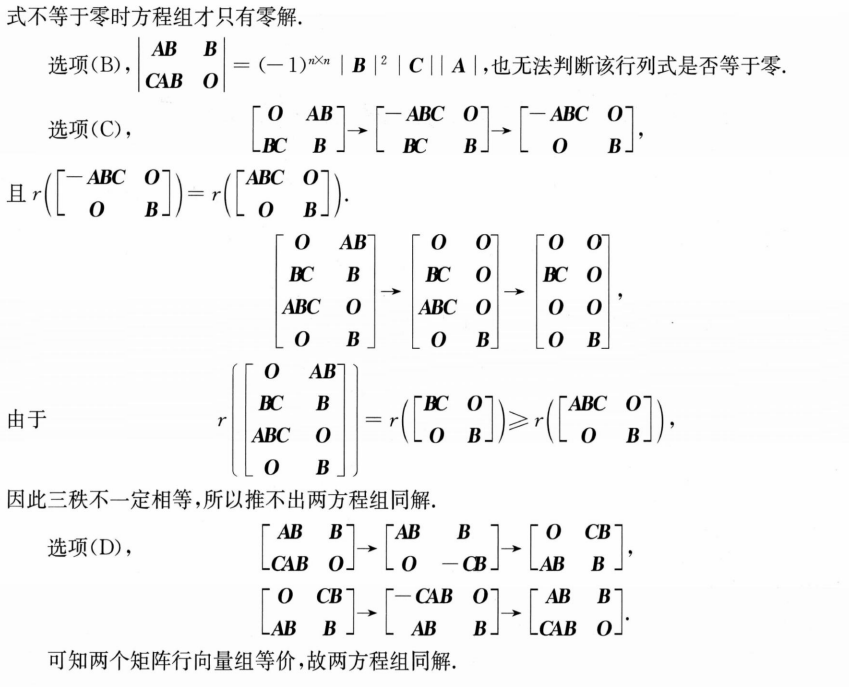 式不等于零时方程组才只有零解.
选项(B), $\begin{vmatrix} AB & B \\ CAB & O \end{vmatrix} = (-1)^{n \times n} |B|^2 |C||A|$,也无法判断该行列式是否等于零.
选项(C), $\begin{bmatrix} O & AB \\ BC & B \end{bmatrix} \to \begin{bmatrix} -ABC & O \\ BC & B \end{bmatrix} \to \begin{bmatrix} -ABC & O \\ O & B \end{bmatrix}$,
且 $r\left(\begin{bmatrix} -ABC & O \\ O & B \end{bmatrix}\right) = r\left(\begin{bmatrix} ABC & O \\ O & B \end{bmatrix}\right)$.
$\begin{bmatrix} O & AB \\ BC & B \\ ABC & O \\ O & B \end{bmatrix} \to \begin{bmatrix} O & O \\ BC & O \\ ABC & O \\ O & B \end{bmatrix} \to \begin{bmatrix} O & O \\ BC & O \\ O & O \\ O & B \end{bmatrix}$,
由于 $r\left(\begin{bmatrix} O & AB \\ BC & B \\ ABC & O \\ O & B \end{bmatrix}\right) = r\left(\begin{bmatrix} BC & O \\ O & B \end{bmatrix}\right) \geqslant r\left(\begin{bmatrix} ABC & O \\ O & B \end{bmatrix}\right)$,
因此三秩不一定相等,所以推不出两方程组同解.
选项(D), $\begin{bmatrix} AB & B \\ CAB & O \end{bmatrix} \to \begin{bmatrix} AB & B \\ O & -CB \end{bmatrix} \to \begin{bmatrix} O & CB \\ AB & B \end{bmatrix}$,
$\begin{bmatrix} O & CB \\ AB & B \end{bmatrix} \to \begin{bmatrix} -CAB & O \\ AB & B \end{bmatrix} \to \begin{bmatrix} AB & B \\ CAB & O \end{bmatrix}$.
可知两个矩阵行向量组等价,故两方程组同解.